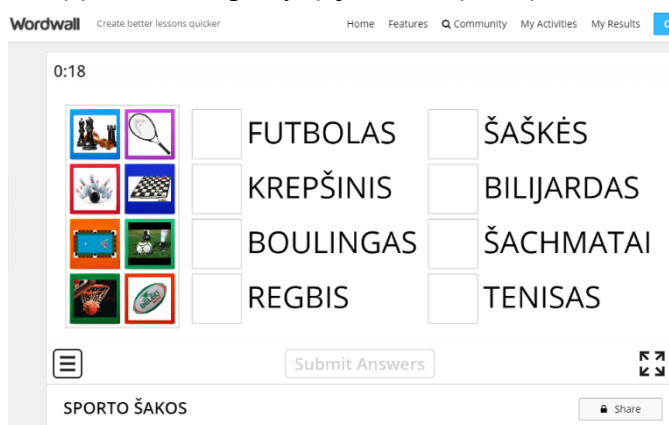 Wordwall Create better lessons quicker Home Features Community My Activities My Results
0:18
FUTBOLAS ŠAŠKĖS
KREPŠINIS BILIJARDAS
BOULINGAS ŠACHMATAI
REGBIS TENISAS
Submit Answers
SPORTO ŠAKOS Share